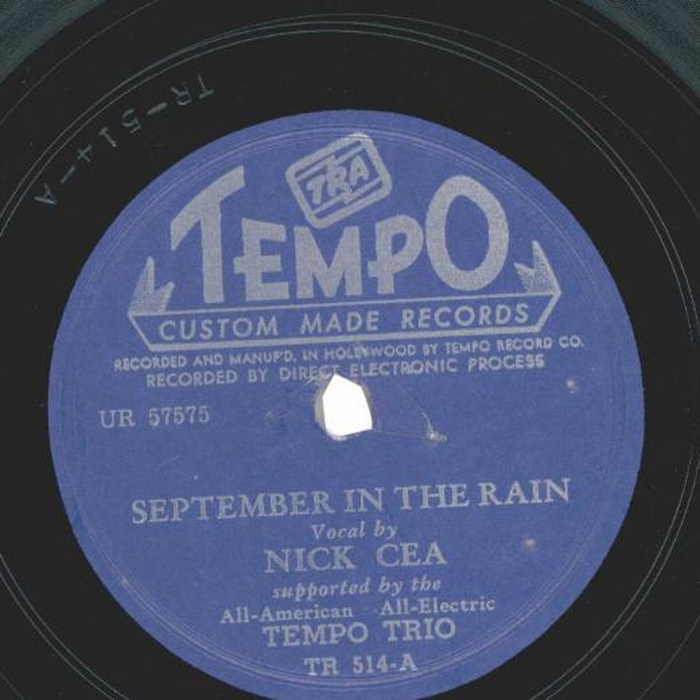 TR-514-A
TRA
TEMPO
CUSTOM MADE RECORDS
RECORDED AND MANUF'D. IN HOLLYWOOD BY TEMPO RECORD CO.
RECORDED BY DIRECT ELECTRONIC PROCESS
UR 57575
SEPTEMBER IN THE RAIN
Vocal by
NICK CEA
supported by the
All-American All-Electric
TEMPO TRIO
TR 514-A